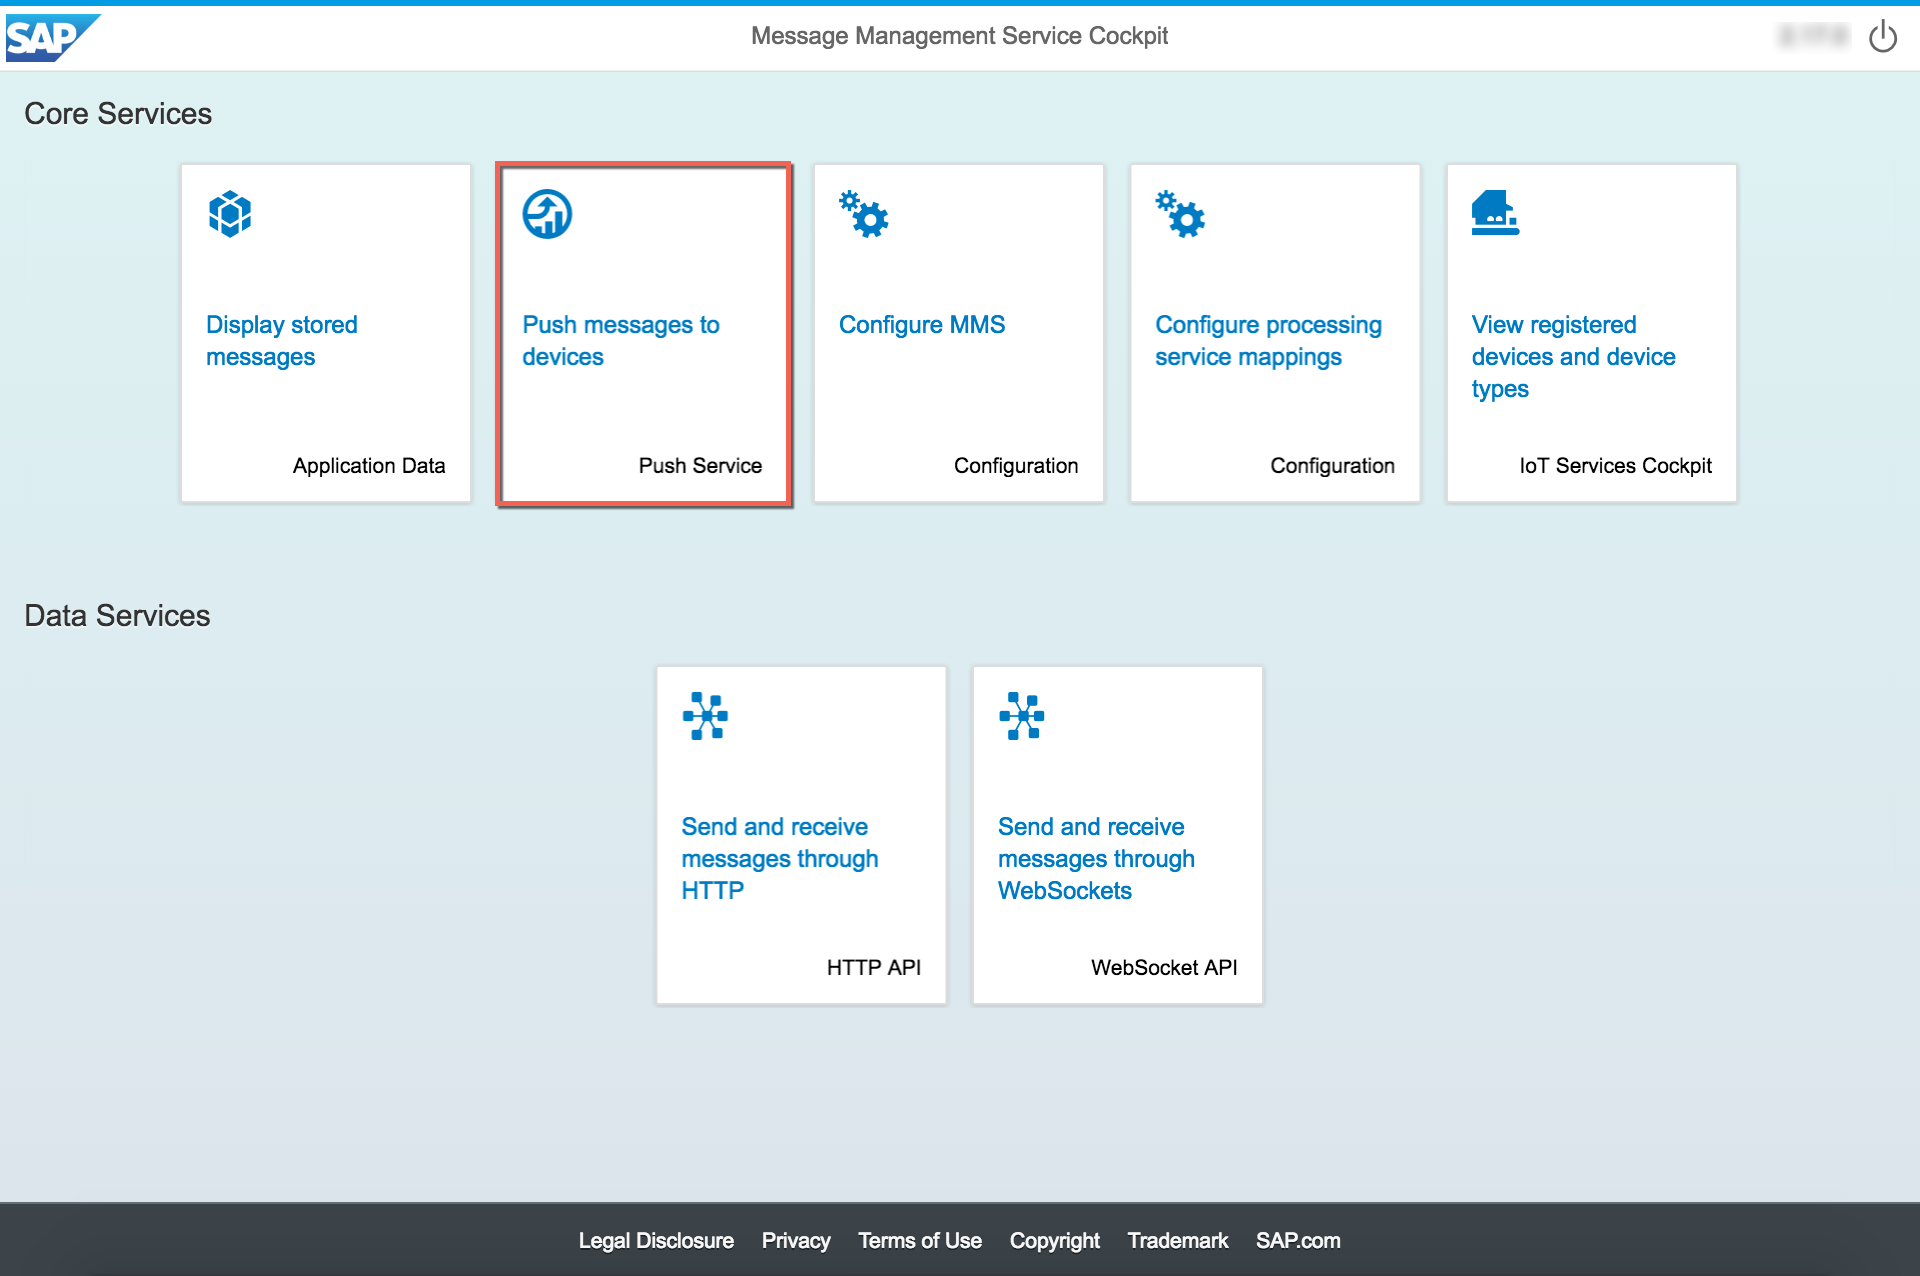 SAP
Message Management Service Cockpit
Core Services
Display stored
messages
Application Data
Push messages to
devices
Push Service
Configure MMS
Configuration
Configure processing
service mappings
Configuration
View registered
devices and device
types
IoT Services Cockpit
Data Services
Send and receive
messages through
HTTP
HTTP API
Send and receive
messages through
WebSockets
WebSocket API
Legal Disclosure Privacy Terms of Use Copyright Trademark SAP.com